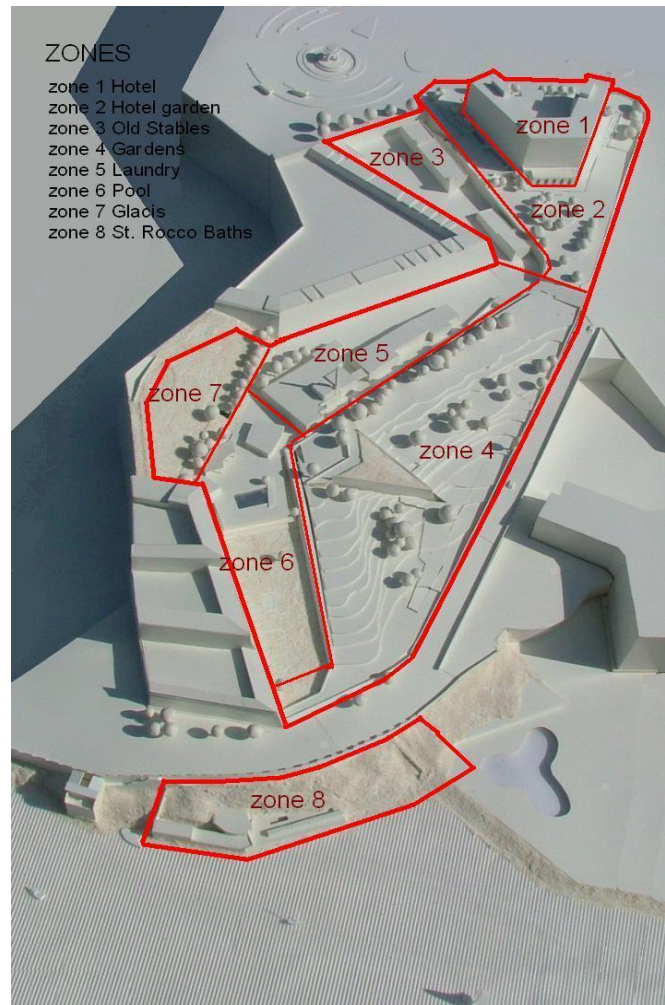 ZONES
zone 1 Hotel
zone 2 Hotel garden
zone 3 Old Stables
zone 4 Gardens
zone 5 Laundry
zone 6 Pool
zone 7 Glacis
zone 8 St. Rocco Baths
zone 1
zone 3
zone 2
zone 5
zone 7
zone 4
zone 6
zone 8